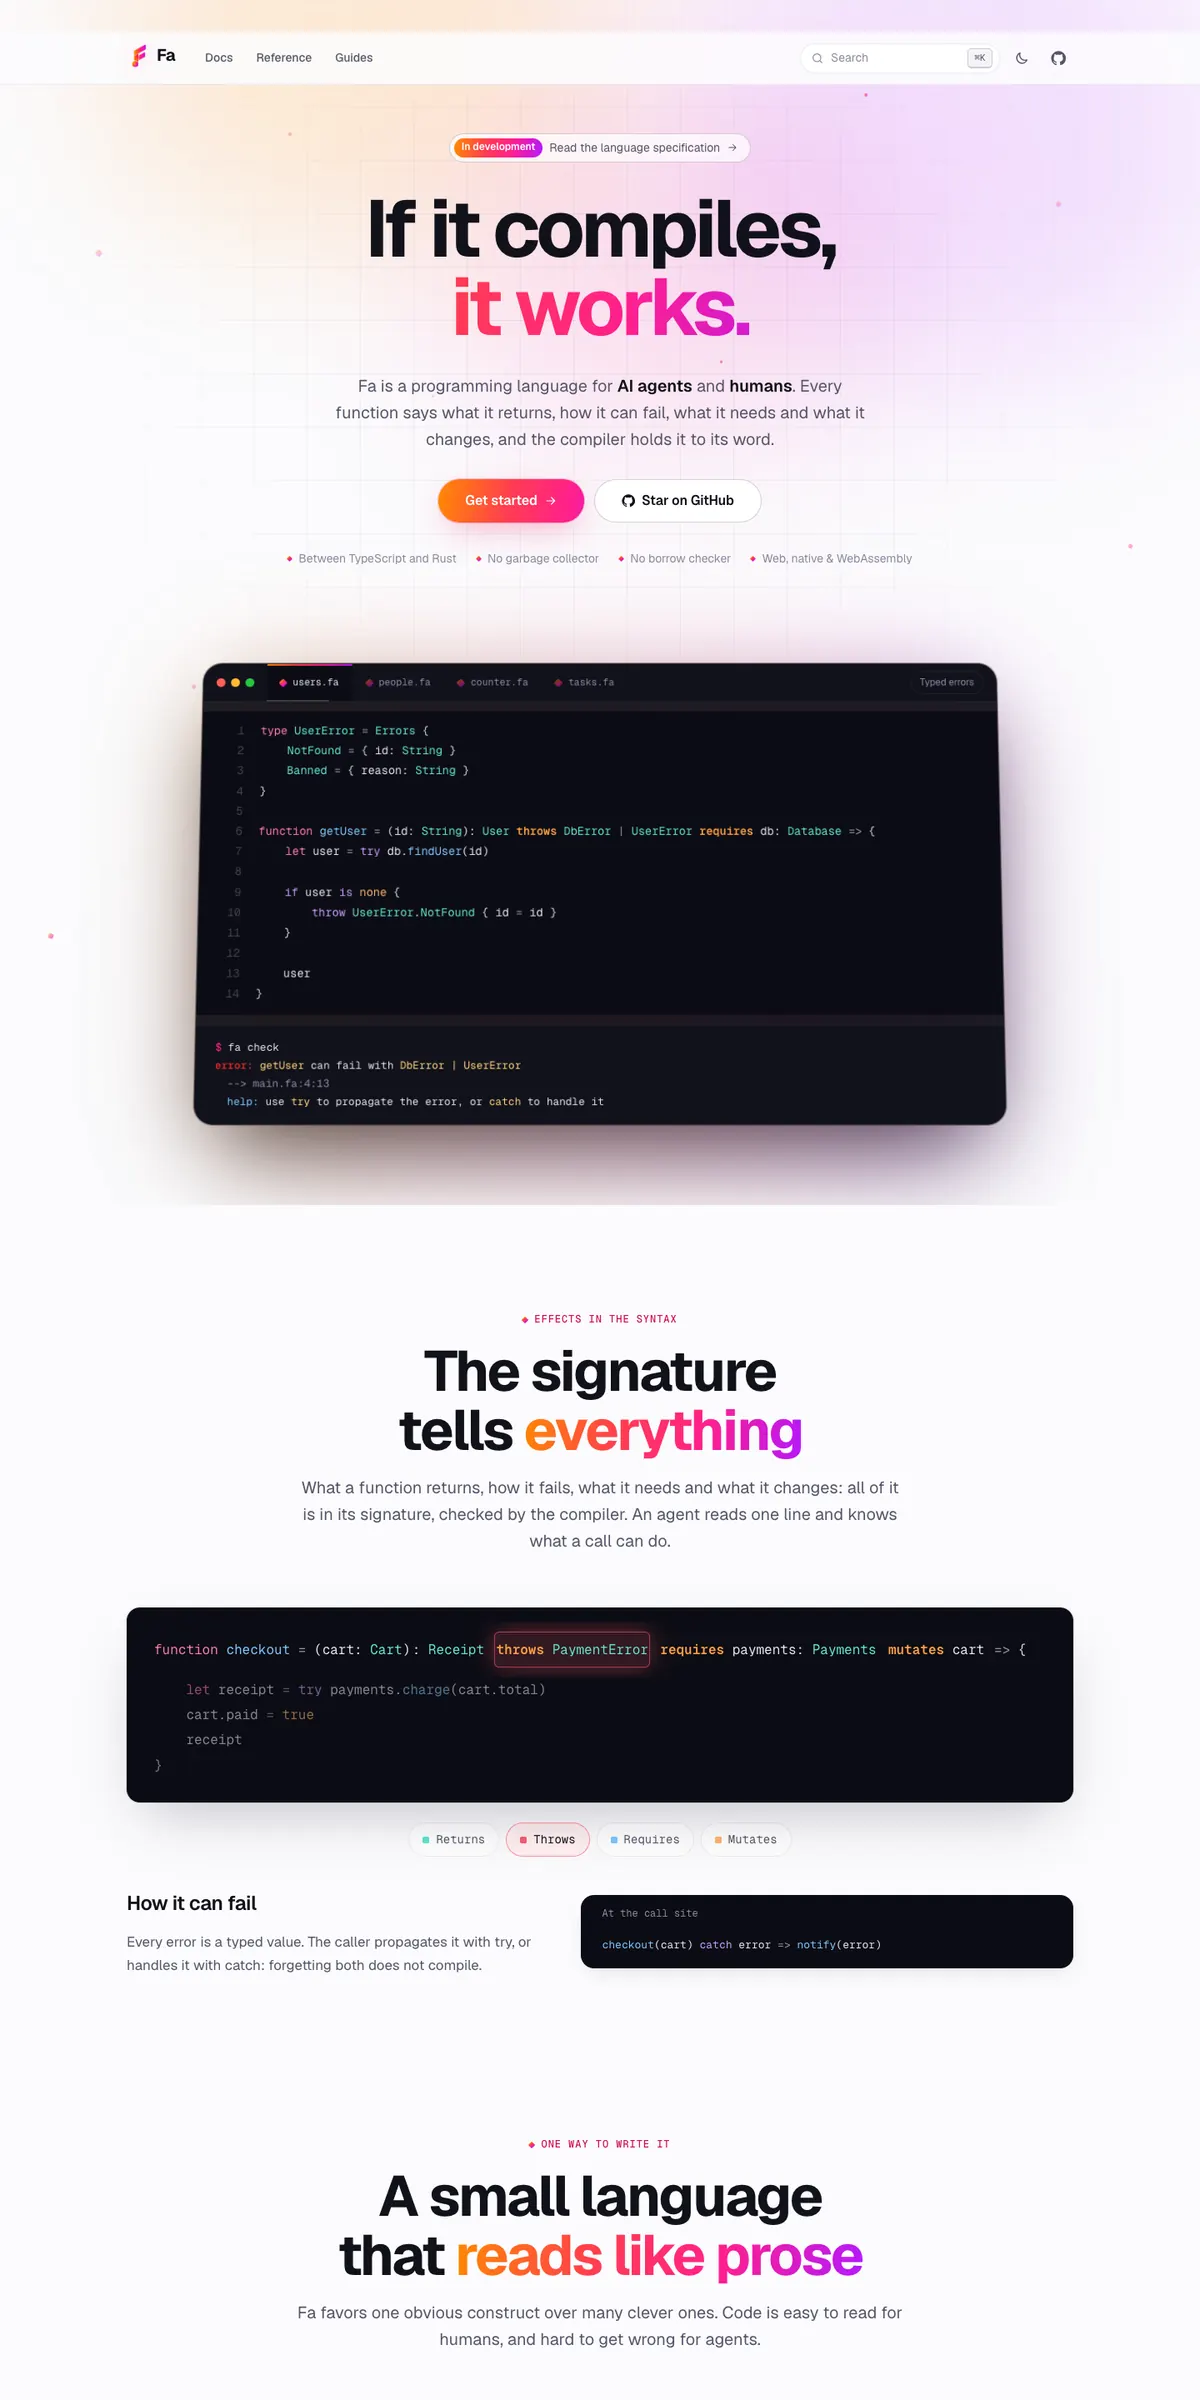 Fa Docs Reference Guides Search ⌘K
In development Read the language specification →
If it compiles,
it works.
Fa is a programming language for AI agents and humans. Every
function says what it returns, how it can fail, what it needs and what it
changes, and the compiler holds it to its word.
Get started → Star on GitHub
Between TypeScript and Rust No garbage collector No borrow checker Web, native & WebAssembly
users.fa people.fa counter.fa tasks.fa Typed errors
1 type UserError = Errors {
2 NotFound = { id: String }
3 Banned = { reason: String }
4 }
5
6 function getUser = (id: String): User throws DbError | UserError requires db: Database => {
7 let user = try db.findUser(id)
8
9 if user is none {
10 throw UserError.NotFound { id = id }
11 }
12
13 user
14 }
$ fa check
error: getUser can fail with DbError | UserError
--> main.fa:4:13
help: use try to propagate the error, or catch to handle it
EFFECTS IN THE SYNTAX
The signature
tells everything
What a function returns, how it fails, what it needs and what it changes: all of it
is in its signature, checked by the compiler. An agent reads one line and knows
what a call can do.
function checkout = (cart: Cart): Receipt throws PaymentError requires payments: Payments mutates cart => {
let receipt = try payments.charge(cart.total)
cart.paid = true
receipt
}
Returns Throws Requires Mutates
How it can fail
Every error is a typed value. The caller propagates it with try, or
handles it with catch: forgetting both does not compile.
At the call site
checkout(cart) catch error => notify(error)
ONE WAY TO WRITE IT
A small language
that reads like prose
Fa favors one obvious construct over many clever ones. Code is easy to read for
humans, and hard to get wrong for agents.